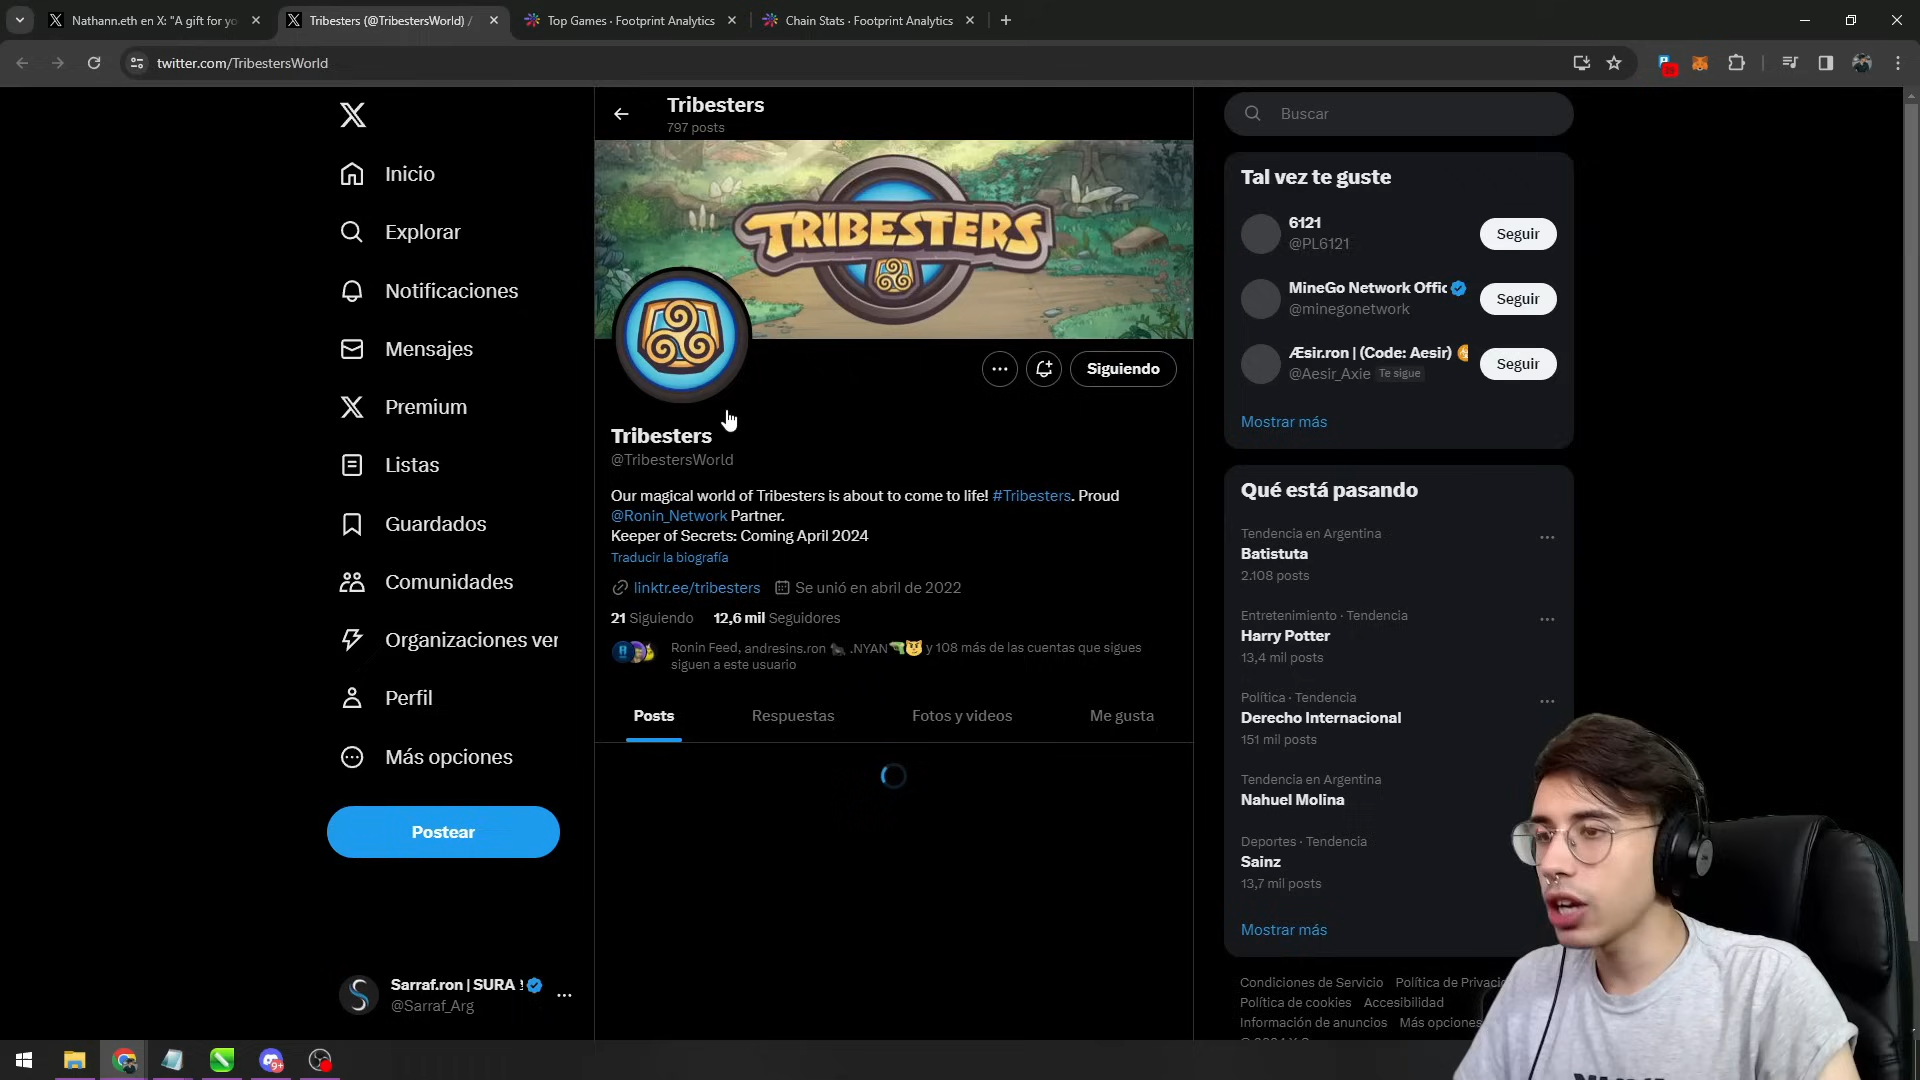 Nathann.eth en X: "A gift for yo
Tribesters (@TribestersWorld) /
Top Games · Footprint Analytics
Chain Stats · Footprint Analytics
twitter.com/TribestersWorld
Inicio
Explorar
Notificaciones
Mensajes
Premium
Listas
Guardados
Comunidades
Organizaciones ver
Perfil
Más opciones
Postear
Sarraf.ron | SURA
@Sarraf_Arg
Tribesters
797 posts
TRIBESTERS
Siguiendo
Tribesters
@TribestersWorld
Our magical world of Tribesters is about to come to life! #Tribesters. Proud
@Ronin_Network Partner.
Keeper of Secrets: Coming April 2024
Traducir la biografía
linktr.ee/tribesters Se unió en abril de 2022
21 Siguiendo 12,6 mil Seguidores
Ronin Feed, andresins.ron .NYAN y 108 más de las cuentas que sigues
siguen a este usuario
Posts Respuestas Fotos y videos Me gusta
Buscar
Tal vez te guste
6121
@PL6121
Seguir
MineGo Network Offic
@minegonetwork
Seguir
Æsir.ron | (Code: Aesir)
@Aesir_Axie Te sigue
Seguir
Mostrar más
Qué está pasando
Tendencia en Argentina
Batistuta
2.108 posts
Entretenimiento · Tendencia
Harry Potter
13,4 mil posts
Política · Tendencia
Derecho Internacional
151 mil posts
Tendencia en Argentina
Nahuel Molina
Deportes · Tendencia
Sainz
13,7 mil posts
Mostrar más
Condiciones de Servicio Política de Privacid
Política de cookies Accesibilidad
Información de anuncios Más opciones
9+